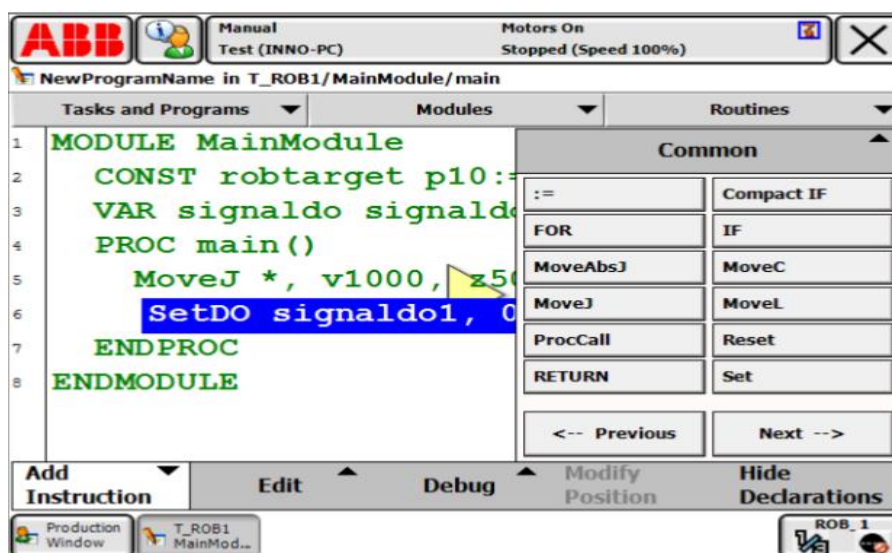 ABB
Manual
Test (INNO-PC)
Motors On
Stopped (Speed 100%)
NewProgramName in T_ROB1/MainModule/main
Tasks and Programs
Modules
Routines
1 MODULE MainModule
2 CONST robtarget p10:=
3 VAR signaldo signaldo
4 PROC main()
5 MoveJ *, v1000, z50
6 SetDO signaldo1, 0
7 ENDPROC
8 ENDMODULE
Common
:= Compact IF
FOR IF
MoveAbsJ MoveC
MoveJ MoveL
ProcCall Reset
RETURN Set
<-- Previous Next -->
Add
Instruction
Edit
Debug
Modify
Position
Hide
Declarations
Production
Window
T_ROB1
MainMod...
ROB_1